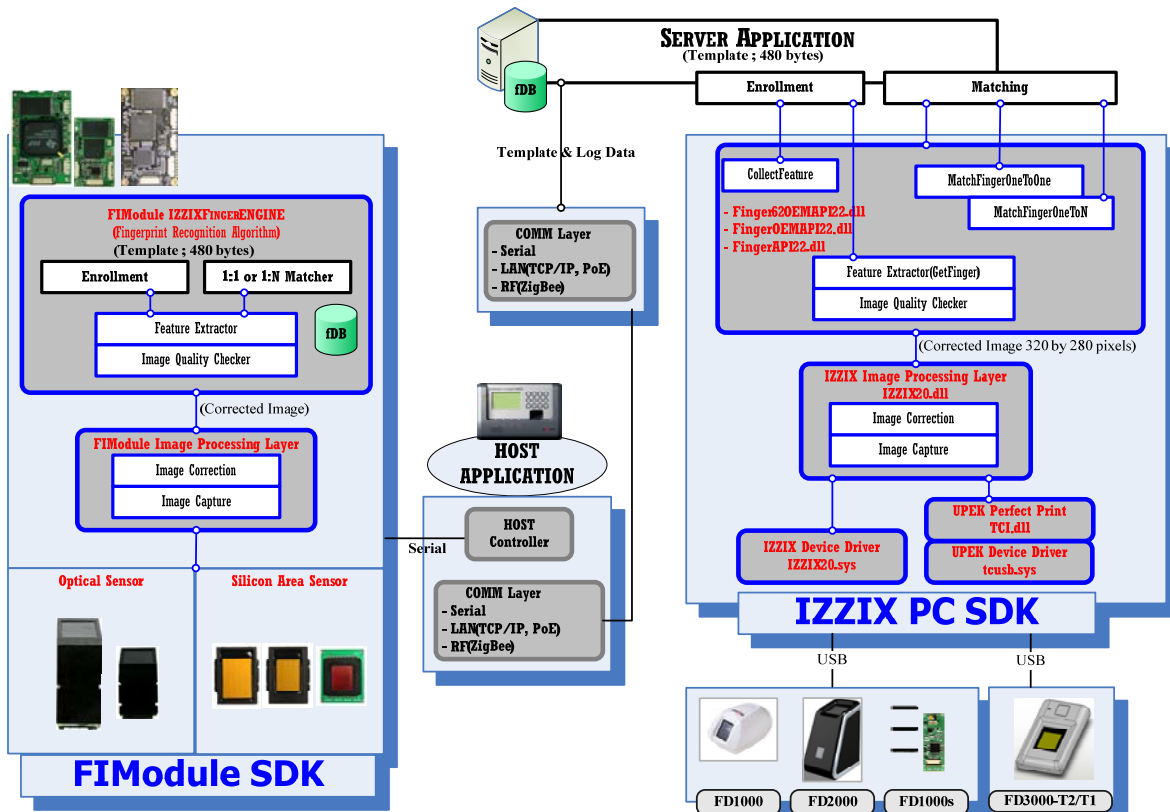 SERVER APPLICATION
(Template ; 480 bytes)
fDB
Enrollment
Matching
Template & Log Data
COMM Layer
- Serial
- LAN(TCP/IP, PoE)
- RF(ZigBee)
FIModule IZZIXFINGERENGINE
(Fingerprint Recognition Algorithm)
(Template ; 480 bytes)
Enrollment
1:1 or 1:N Matcher
Feature Extractor
Image Quality Checker
fDB
(Corrected Image)
FIModule Image Processing Layer
Image Correction
Image Capture
Optical Sensor
Silicon Area Sensor
FIModule SDK
HOST
APPLICATION
Serial
HOST
Controller
COMM Layer
- Serial
- LAN(TCP/IP, PoE)
- RF(ZigBee)
CollectFeature
MatchFingerOneToOne
MatchFingerOneToN
- Finger62OEMAPI22.dll
- FingerOEMAPI22.dll
- FingerAPI22.dll
Feature Extractor(GetFinger)
Image Quality Checker
(Corrected Image 320 by 280 pixels)
IZZIX Image Processing Layer
IZZIX20.dll
Image Correction
Image Capture
IZZIX Device Driver
IZZIX20.sys
UPEK Perfect Print
TCI.dll
UPEK Device Driver
tcusb.sys
IZZIX PC SDK
USB
USB
FD1000
FD2000
FD1000s
FD3000-T2/T1